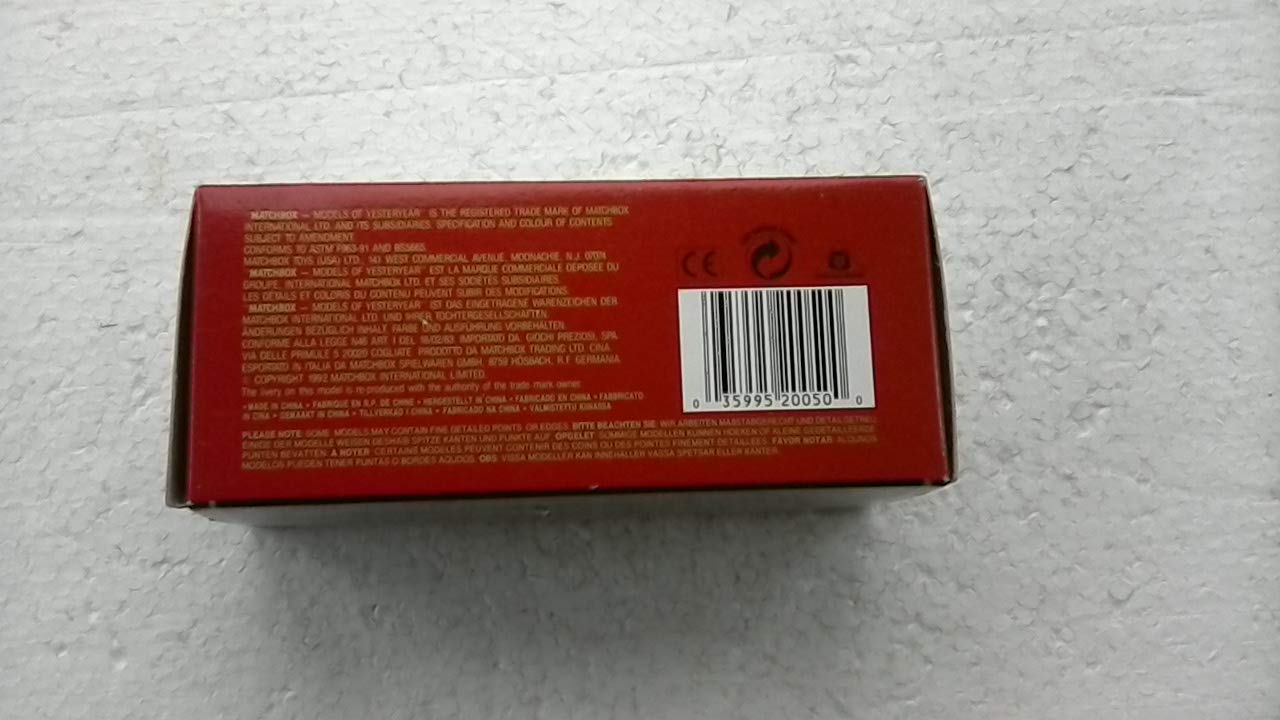 MATCHBOX — MODELS OF YESTERYEAR IS THE REGISTERED TRADE MARK OF MATCHBOX
INTERNATIONAL LTD. AND ITS SUBSIDIARIES. SPECIFICATION AND COLOUR OF CONTENTS
SUBJECT TO AMENDMENT
CONFORMS TO ASTM F963-91 AND BS5665.
MATCHBOX TOYS (USA) LTD., 141 WEST COMMERCIAL AVENUE, MOONACHIE, N.J. 07074
MATCHBOX — MODELS OF YESTERYEAR EST LA MARQUE COMMERCIALE DEPOSEE DU
GROUPE, INTERNATIONAL MATCHBOX LTD. ET SES SOCIÉTÉS SUBSIDIAIRES.
LES DETAILS ET COLORIS DU CONTENU PEUVENT SUBIR DES MODIFICATIONS.
MATCHBOX — MODELS OF YESTERYEAR IST DAS EINGETRAGENE WARENZEICHEN DER
MATCHBOX INTERNATIONAL LTD. UND IHRER TOCHTERGESELLSCHAFTEN.
ÄNDERUNGEN BEZÜGLICH INHALT, FARBE UND AUSFÜHRUNG VORBEHALTEN.
CONFORME ALLA LEGGE N46 ART 1 DEL 18/02/83 IMPORTATO DA, GIOCHI PREZIOSI, SPA.
VIA DELLE PRIMULE 5 20020 COGLIATE. PRODOTTO DA MATCHBOX TRADING LTD. CINA.
ESPORTATO IN ITALIA DA MATCHBOX SPIELWAREN GMBH, 8759 HÖSBACH, R.F. GERMANIA.
© COPYRIGHT 1992 MATCHBOX INTERNATIONAL LIMITED.
The livery on this model is re-produced with the authority of the trade mark owner.
• MADE IN CHINA • FABRIQUE EN R.P. DE CHINE • HERGESTELLT IN CHINA • FABRICADO EN CHINA • FABBRICATO
IN CINA • GEMAAKT IN CHINA • TILLVERKAD I CHINA • FABRICADO NA CHINA • VALMISTETTU KIINASSA
PLEASE NOTE: SOME MODELS MAY CONTAIN FINE DETAILED POINTS OR EDGES. BITTE BEACHTEN SIE: WIR ARBEITEN MASSTABGERECHT UND DETAILGETREU.
EINIGE DER MODELLE WEISEN DESHALB SPITZE KANTEN UND PUNKTE AUF. OPGELET: SOMMIGE MODELLEN KUNNEN HOEKEN OF KLEINE GEDETAILLEERDE
PUNTEN BEVATTEN. A NOTER: CERTAINS MODELES PEUVENT CONTENIR DES COINS OU DES POINTES FINEMENT DETAILLEES. FAVOR NOTAR: ALGUNOS
MODELOS PUEDEN TENER PUNTAS O BORDES AGUDOS. OBS: VISSA MODELLER KAN INNEHALLER VASSA SPETSAR ELLER KANTER.
CE
0 35995 20050 0